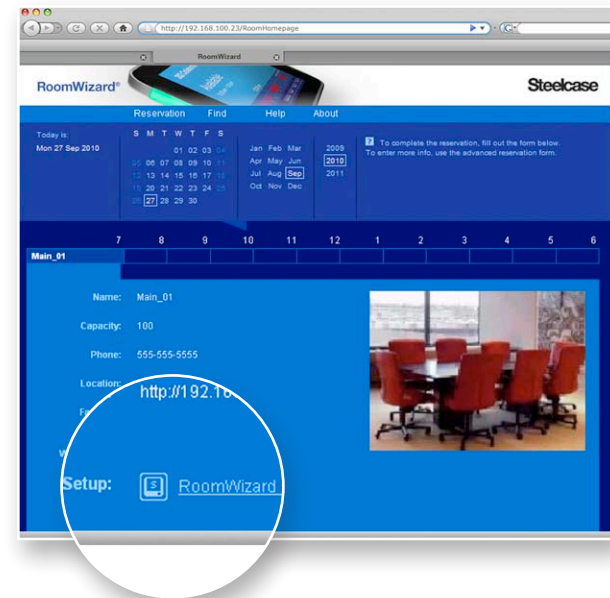 http://192.168.100.23/RoomHomepage
RoomWizard
RoomWizard®
Steelcase
Reservation Find Help About
Today is:
Mon 27 Sep 2010
S M T W T F S
01 02 03 04
05 06 07 08 09 10 11
12 13 14 15 16 17 18
19 20 21 22 23 24 25
26 27 28 29 30
Jan Feb Mar
Apr May Jun
Jul Aug Sep
Oct Nov Dec
2009
2010
2011
? To complete the reservation, fill out the form below.
To enter more info, use the advanced reservation form.
7 8 9 10 11 12 1 2 3 4 5 6
Main_01
Name: Main_01
Capacity: 100
Phone: 555-555-5555
Location:
http://192.16
Setup: S RoomWizard